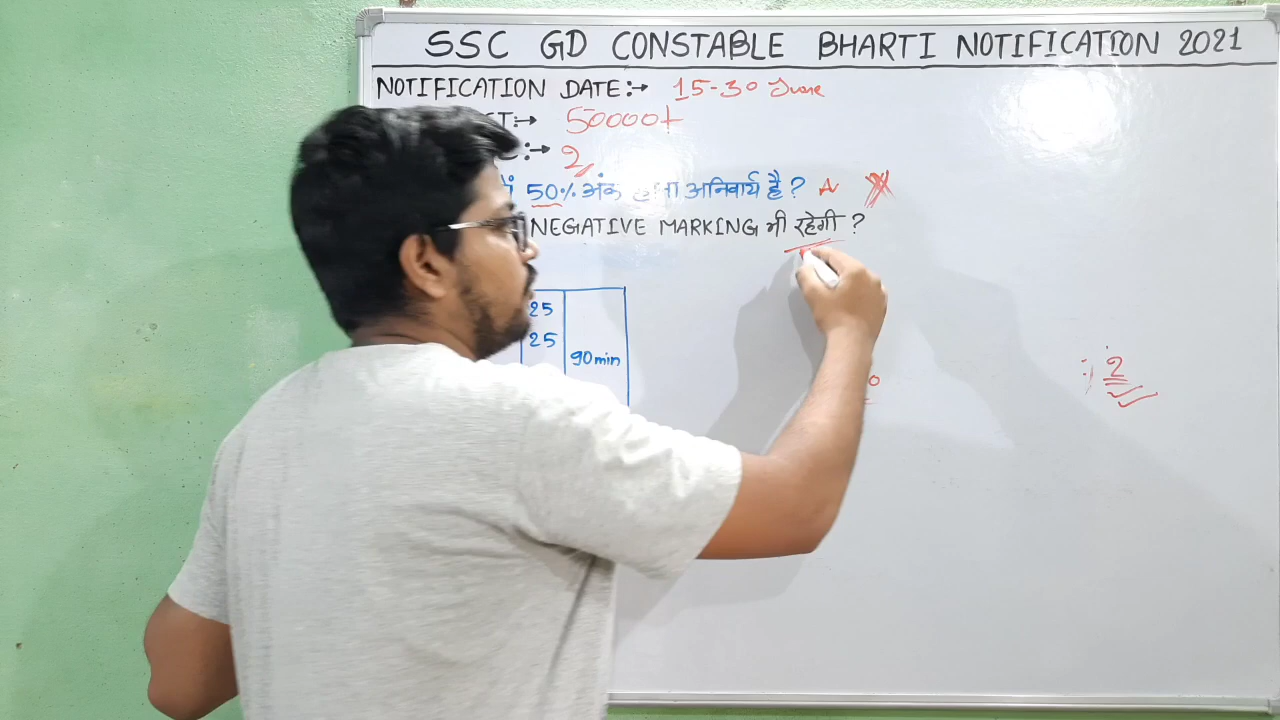 SSC GD CONSTABLE BHARTI NOTIFICATION 2021
NOTIFICATION DATE:→ 15-30 June
T:→ 50000+
:→ 2
50% अंक अनिवार्य है ?
NEGATIVE MARKING भी रहेगी ?
25
25
90min
0
2